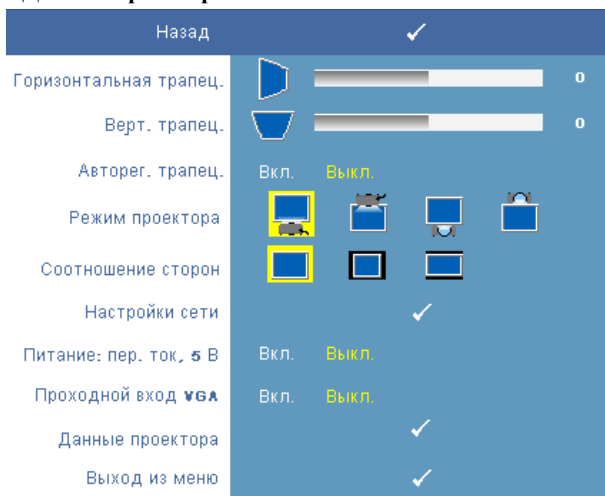 Назад
Горизонтальная трапец. 0
Верт. трапец. 0
Авторег. трапец. Вкл. Выкл.
Режим проектора
Соотношение сторон
Настройки сети
Питание: пер. ток, 5 В Вкл. Выкл.
Проходной вход VGA Вкл. Выкл.
Данные проектора
Выход из меню